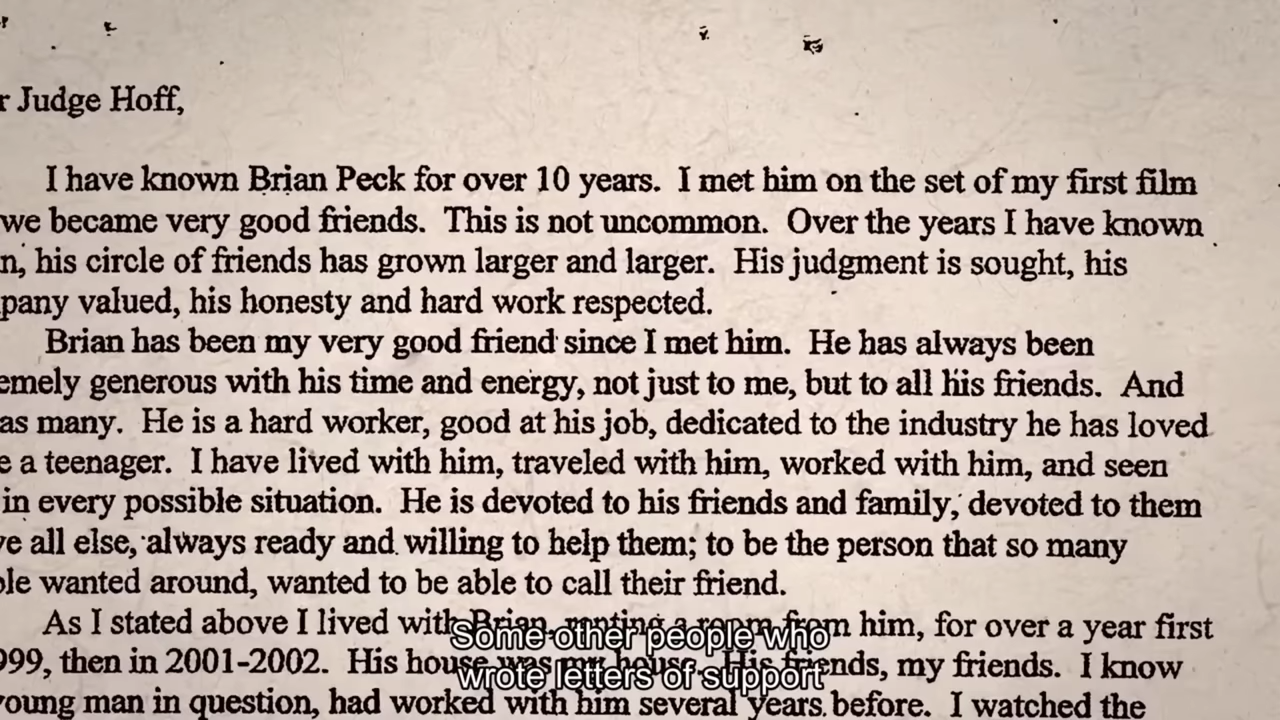 r Judge Hoff,
I have known Brian Peck for over 10 years. I met him on the set of my first film
we became very good friends. This is not uncommon. Over the years I have known
n, his circle of friends has grown larger and larger. His judgment is sought, his
pany valued, his honesty and hard work respected.
Brian has been my very good friend since I met him. He has always been
emely generous with his time and energy, not just to me, but to all his friends. And
as many. He is a hard worker, good at his job, dedicated to the industry he has loved
e a teenager. I have lived with him, traveled with him, worked with him, and seen
in every possible situation. He is devoted to his friends and family, devoted to them
ve all else, always ready and willing to help them; to be the person that so many
ple wanted around, wanted to be able to call their friend.
As I stated above I lived with Brian, renting a room from him, for over a year first
999, then in 2001-2002. His house was my house. His friends, my friends. I know
young man in question, had worked with him several years before. I watched the
Some other people who
wrote letters of support